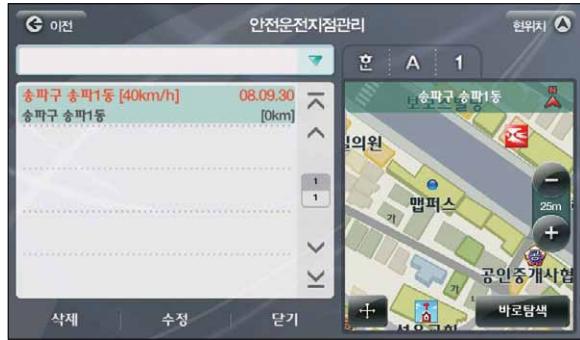 이전
안전운전지점관리
현위치
한 A 1
송파구 송파1동 [40km/h] 08.09.30
송파구 송파1동 [0km]
1
1
송파구 송파1동
의원
맵퍼스
가
25m
공인중개사협
가
바로탐색
삭제 수정 닫기